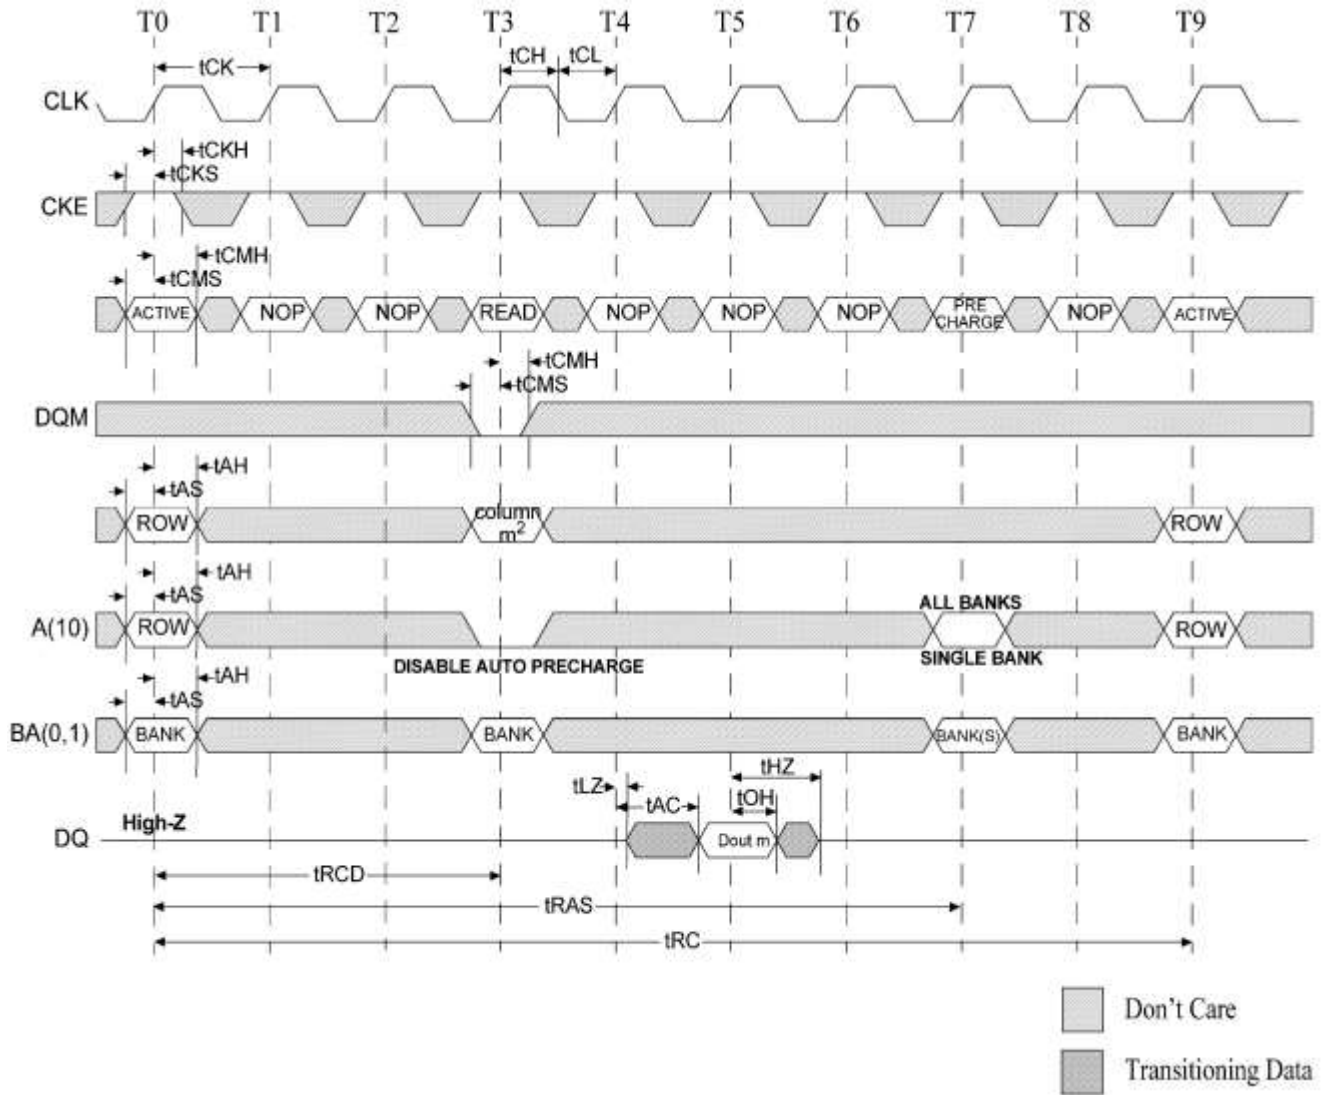 T0 T1 T2 T3 T4 T5 T6 T7 T8 T9
tCK tCH tCL
CLK
tCKH
tCKS
CKE
tCMH
tCMS
ACTIVE NOP NOP READ NOP NOP NOP PRE CHARGE NOP ACTIVE
tCMH
tCMS
DQM
tAH
tAS
ROW column m2 ROW
tAH
tAS
ALL BANKS
A(10) ROW ROW
DISABLE AUTO PRECHARGE SINGLE BANK
tAH
tAS
BA(0,1) BANK BANK BANK(S) BANK
tHZ
tLZ tAC tOH
High-Z
DQ Dout m
tRCD
tRAS
tRC
Don't Care
Transitioning Data